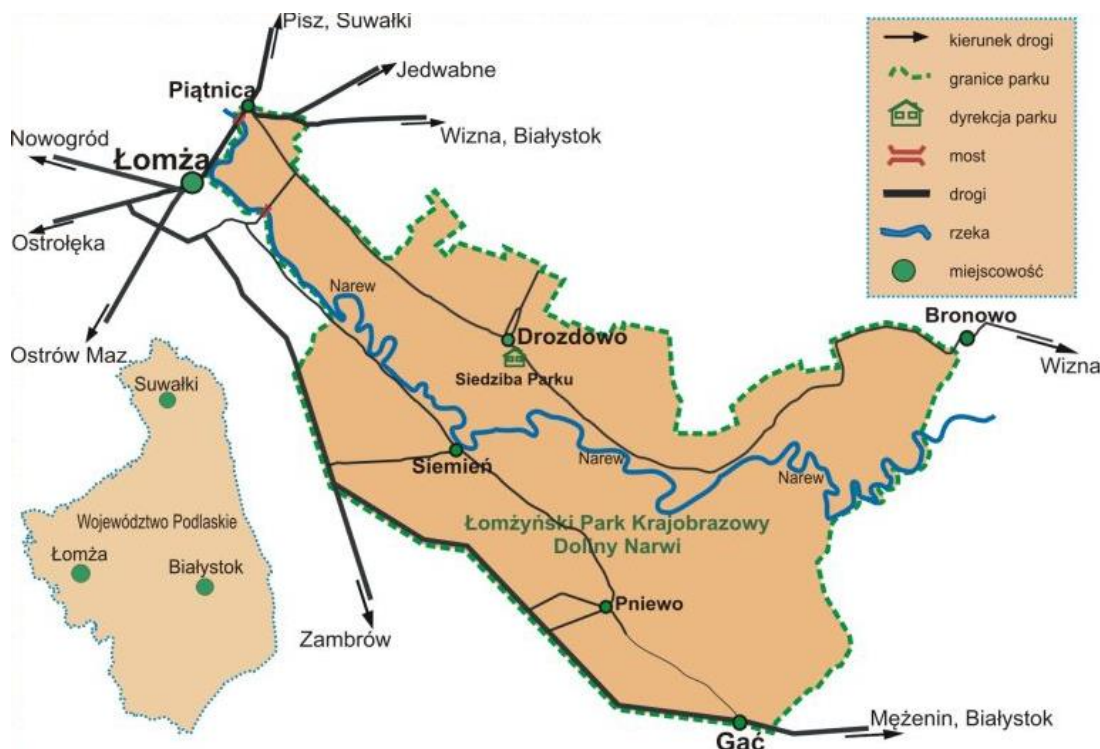 Pisz, Suwałki
Jedwabne
Piątnica
Wizna, Białystok
Nowogród
Łomża
Ostrołęka
Ostrów Maz
Narew
Drozdowo
Siedziba Parku
Bronowo
Wizna
Siemień
Narew
Narew
Łomżyński Park Krajobrazowy
Doliny Narwi
Pniewo
Zambrów
Gać
Mężenin, Białystok
kierunek drogi
granice parku
dyrekcja parku
most
drogi
rzeka
miejscowość
Suwałki
Województwo Podlaskie
Łomża
Białystok